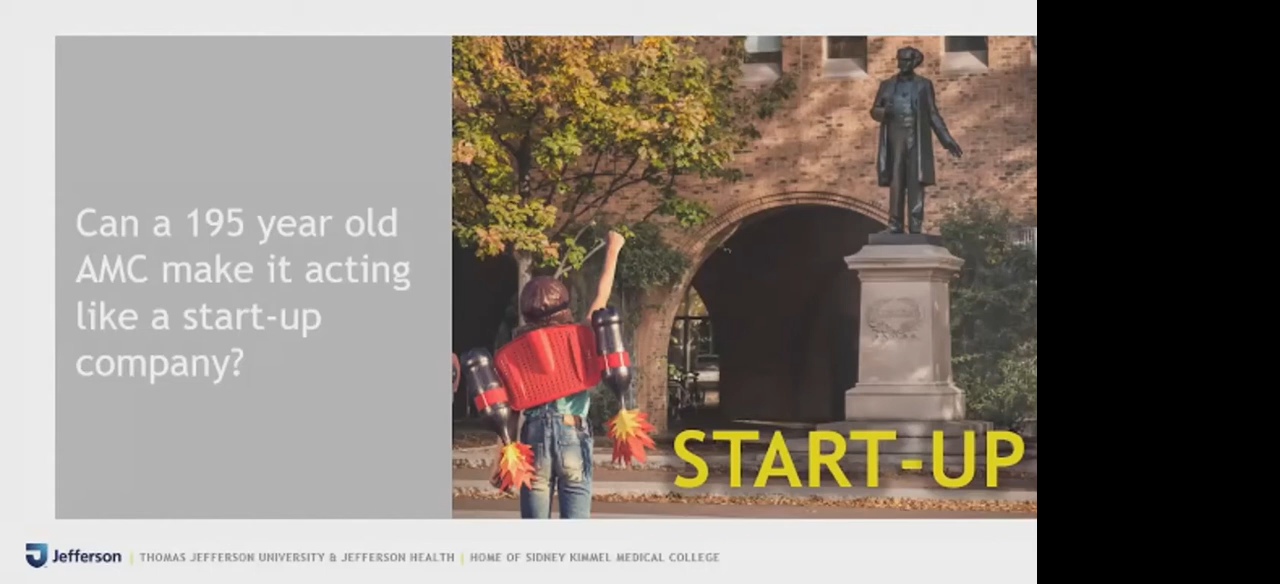 Can a 195 year old
AMC make it acting
like a start-up
company?
START-UP
Jefferson | THOMAS JEFFERSON UNIVERSITY & JEFFERSON HEALTH | HOME OF SIDNEY KIMMEL MEDICAL COLLEGE